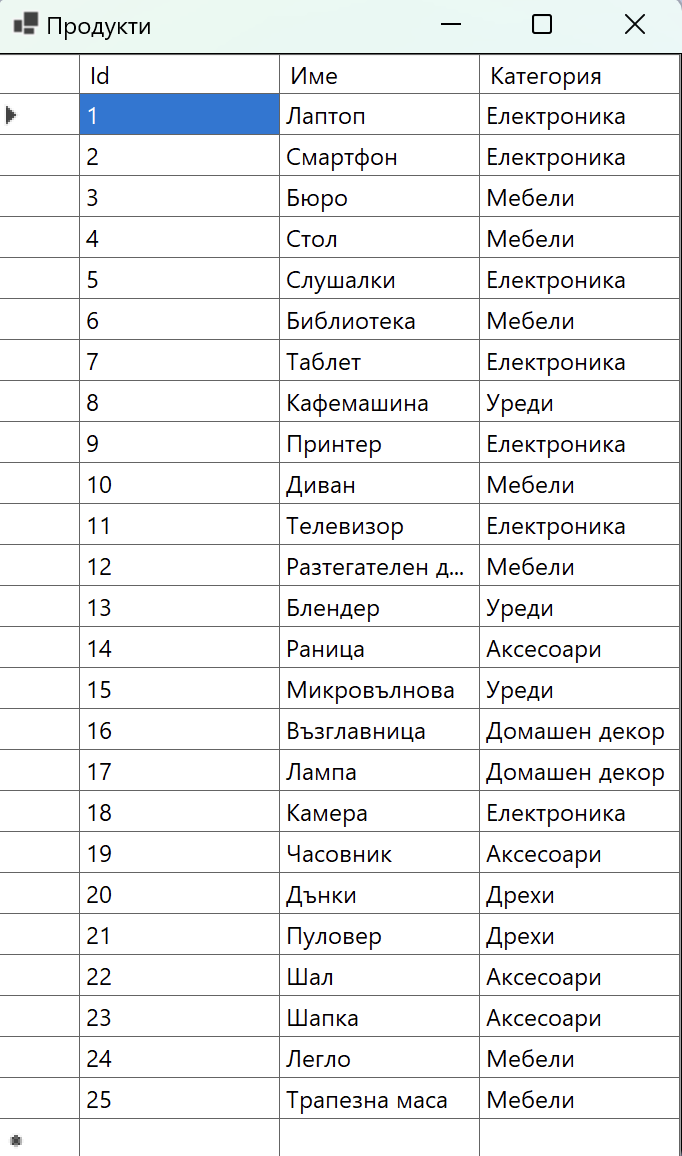 Продукти
Id Име Категория
1 Лаптоп Електроника
2 Смартфон Електроника
3 Бюро Мебели
4 Стол Мебели
5 Слушалки Електроника
6 Библиотека Мебели
7 Таблет Електроника
8 Кафемашина Уреди
9 Принтер Електроника
10 Диван Мебели
11 Телевизор Електроника
12 Разтегателен д... Мебели
13 Блендер Уреди
14 Раница Аксесоари
15 Микровълнова Уреди
16 Възглавница Домашен декор
17 Лампа Домашен декор
18 Камера Електроника
19 Часовник Аксесоари
20 Дънки Дрехи
21 Пуловер Дрехи
22 Шал Аксесоари
23 Шапка Аксесоари
24 Легло Мебели
25 Трапезна маса Мебели